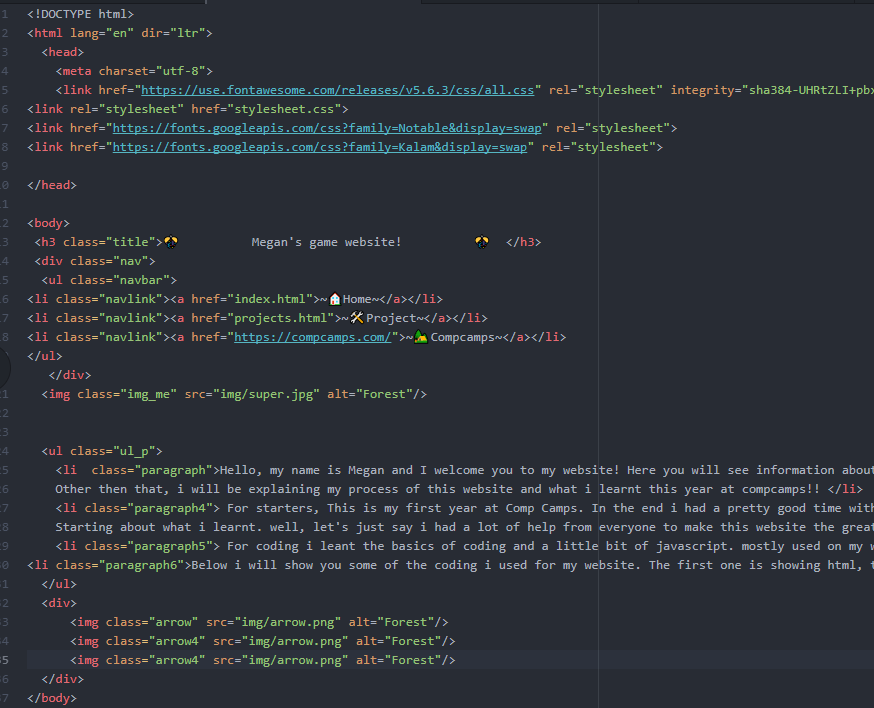 1 <!DOCTYPE html>
2 <html lang="en" dir="ltr">
3 <head>
4 <meta charset="utf-8">
5 <link href="https://use.fontawesome.com/releases/v5.6.3/css/all.css" rel="stylesheet" integrity="sha384-UHRtZLI+pbx
6 <link rel="stylesheet" href="stylesheet.css">
7 <link href="https://fonts.googleapis.com/css?family=Notable&display=swap" rel="stylesheet">
8 <link href="https://fonts.googleapis.com/css?family=Kalam&display=swap" rel="stylesheet">
9
0 </head>
1
2 <body>
3 <h3 class="title"> Megan's game website! </h3>
4 <div class="nav">
5 <ul class="navbar">
6 <li class="navlink"><a href="index.html">~🏠Home~</a></li>
7 <li class="navlink"><a href="projects.html">~🛠Project~</a></li>
8 <li class="navlink"><a href="https://compcamps.com/">~🏕Compcamps~</a></li>
</ul>
</div>
21 <img class="img_me" src="img/super.jpg" alt="Forest"/>
22
23
24 <ul class="ul_p">
25 <li  class="paragraph">Hello, my name is Megan and I welcome you to my website! Here you will see information about
26 Other then that, i will be explaining my process of this website and what i learnt this year at compcamps!! </li>
27 <li class="paragraph4"> For starters, This is my first year at Comp Camps. In the end i had a pretty good time with
28 Starting about what i learnt. well, let's just say i had a lot of help from everyone to make this website the great
29 <li class="paragraph5"> For coding i leant the basics of coding and a little bit of javascript. mostly used on my w
30 <li class="paragraph6">Below i will show you some of the coding i used for my website. The first one is showing html, t
31 </ul>
32 <div>
33 <img class="arrow" src="img/arrow.png" alt="Forest"/>
34 <img class="arrow4" src="img/arrow.png" alt="Forest"/>
35 <img class="arrow4" src="img/arrow.png" alt="Forest"/>
36 </div>
37 </body>